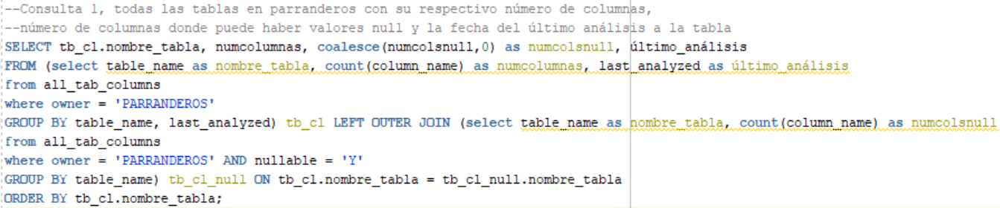 --Consulta 1, todas las tablas en parranderos con su respectivo número de columnas,
--número de columnas donde puede haber valores null y la fecha del último análisis a la tabla
SELECT tb_cl.nombre_tabla, numcolumnas, coalesce(numcolsnull,0) as numcolsnull, último_análisis
FROM (select table_name as nombre_tabla, count(column_name) as numcolumnas, last_analyzed as último_análisis
from all_tab_columns
where owner = 'PARRANDEROS'
GROUP BY table_name, last_analyzed) tb_cl LEFT OUTER JOIN (select table_name as nombre_tabla, count(column_name) as numcolsnull
from all_tab_columns
where owner = 'PARRANDEROS' AND nullable = 'Y'
GROUP BY table_name) tb_cl_null ON tb_cl.nombre_tabla = tb_cl_null.nombre_tabla
ORDER BY tb_cl.nombre_tabla;